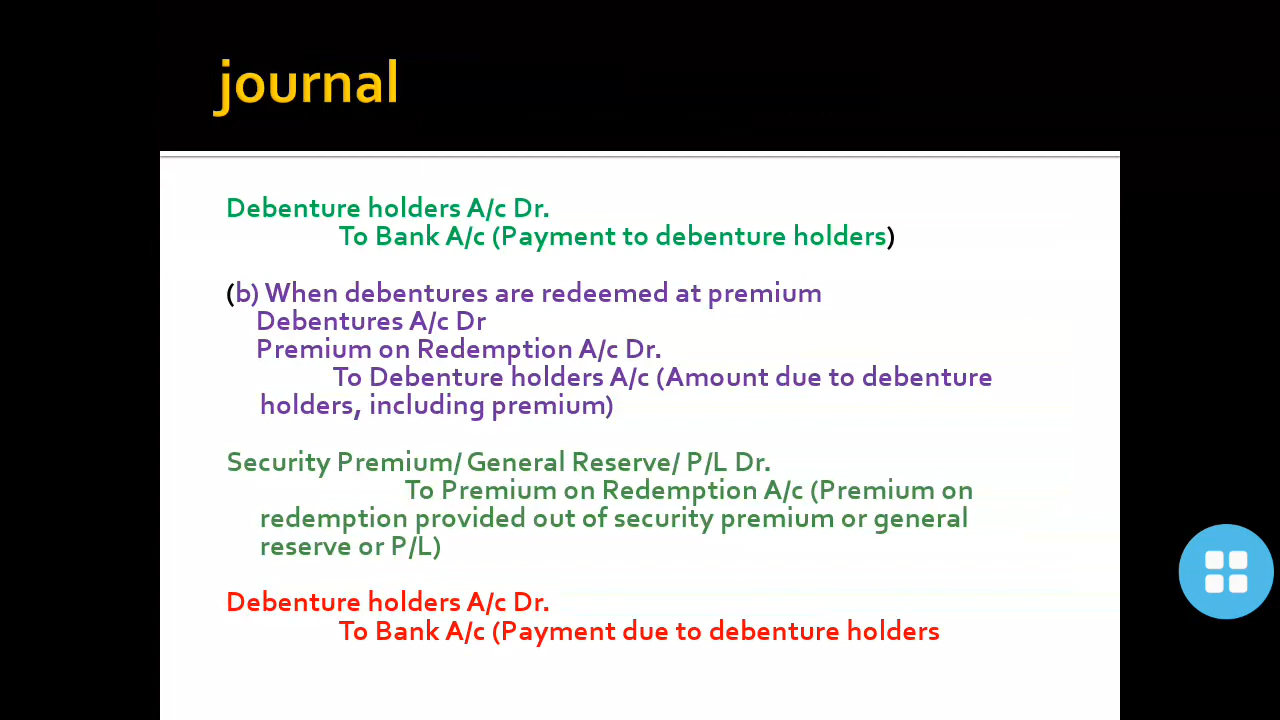 journal
Debenture holders A/c Dr.
To Bank A/c (Payment to debenture holders)
(b) When debentures are redeemed at premium
Debentures A/c Dr
Premium on Redemption A/c Dr.
To Debenture holders A/c (Amount due to debenture
holders, including premium)
Security Premium/ General Reserve/ P/L Dr.
To Premium on Redemption A/c (Premium on
redemption provided out of security premium or general
reserve or P/L)
Debenture holders A/c Dr.
To Bank A/c (Payment due to debenture holders